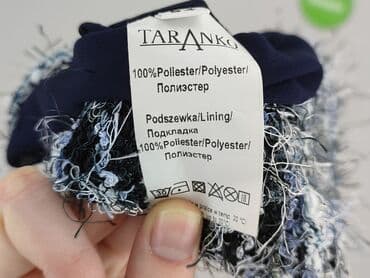 TARANKO
100%Poliester/Polyester/
Полиэстер
Podszewka/Lining/
Подкладка
100%Poliester/Polyester/
Полиэстер